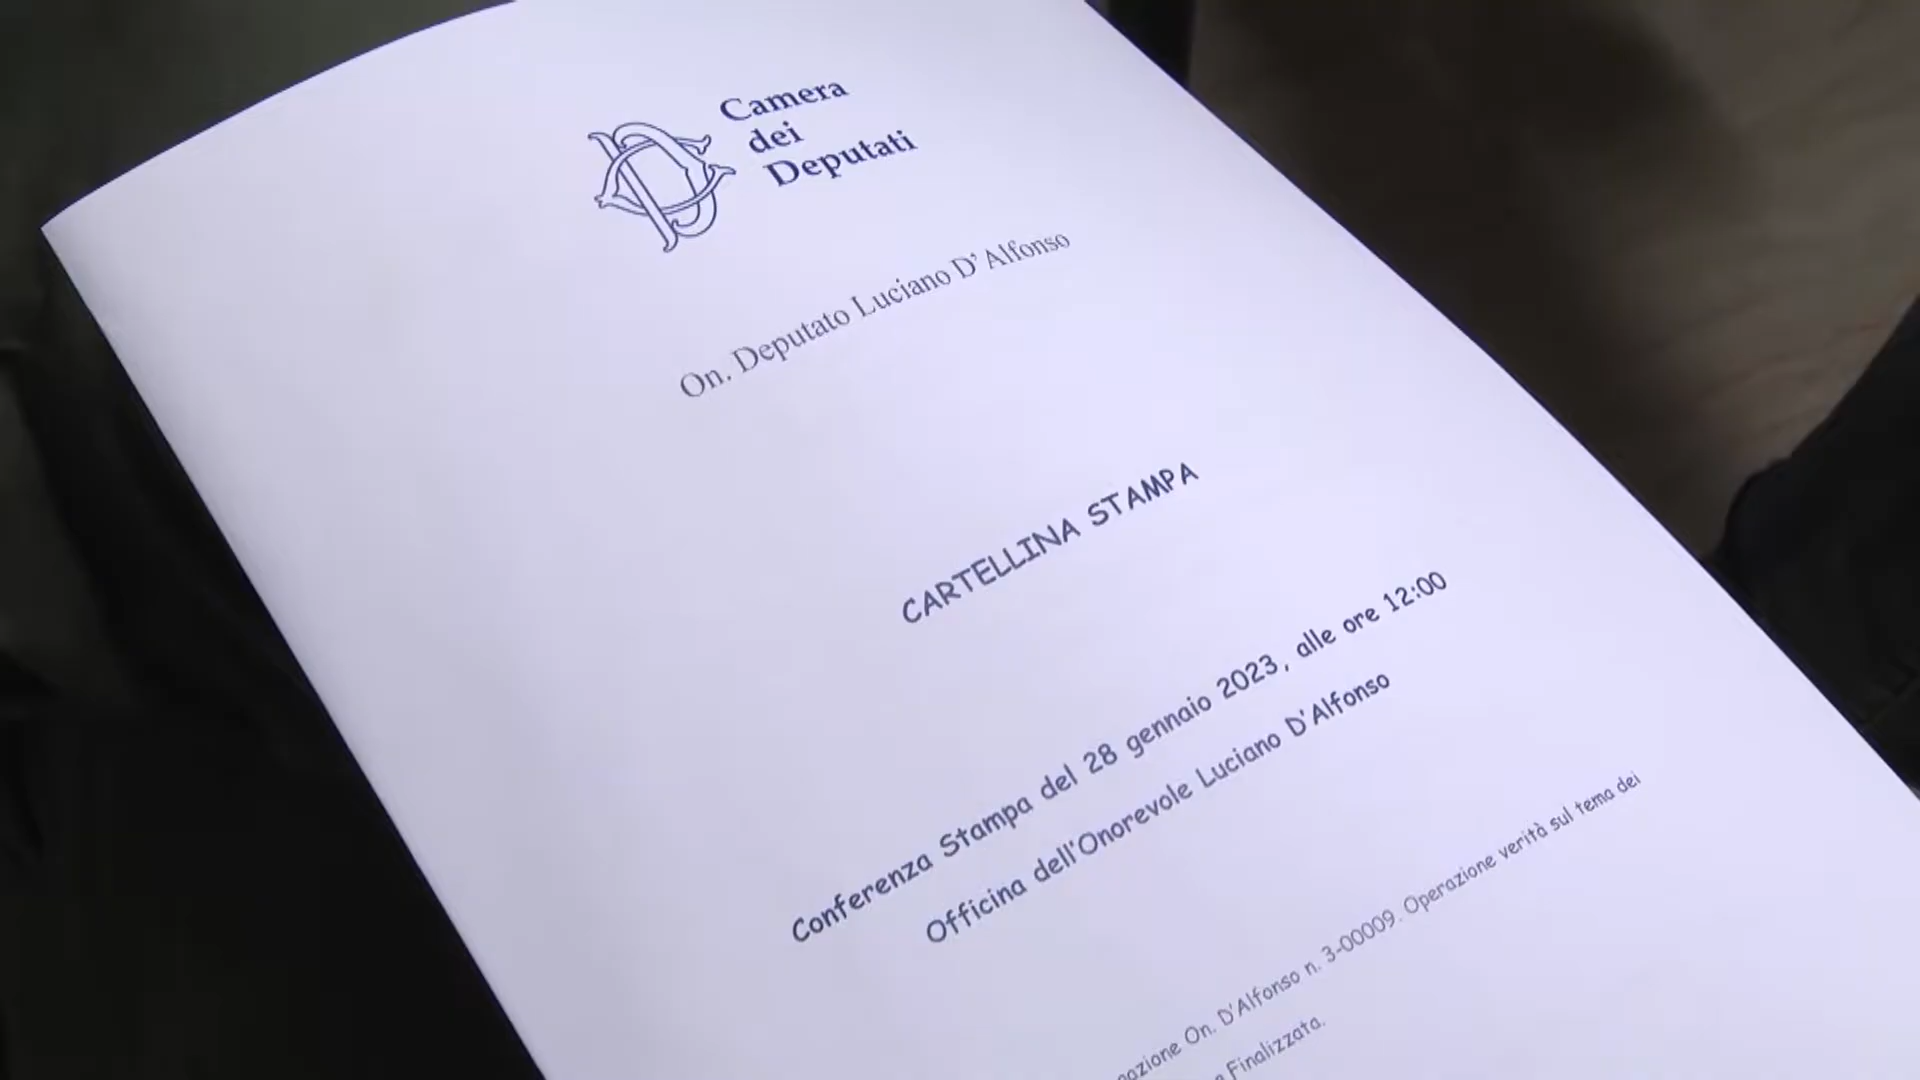 Camera
dei
Deputati
On. Deputato Luciano D'Alfonso
CARTELLINA STAMPA
Conferenza Stampa del 28 gennaio 2023, alle ore 12:00
Officina dell'Onorevole Luciano D'Alfonso
On. D'Alfonso n. 3-00009. Operazione verità sul tema dei
Finalizzata.